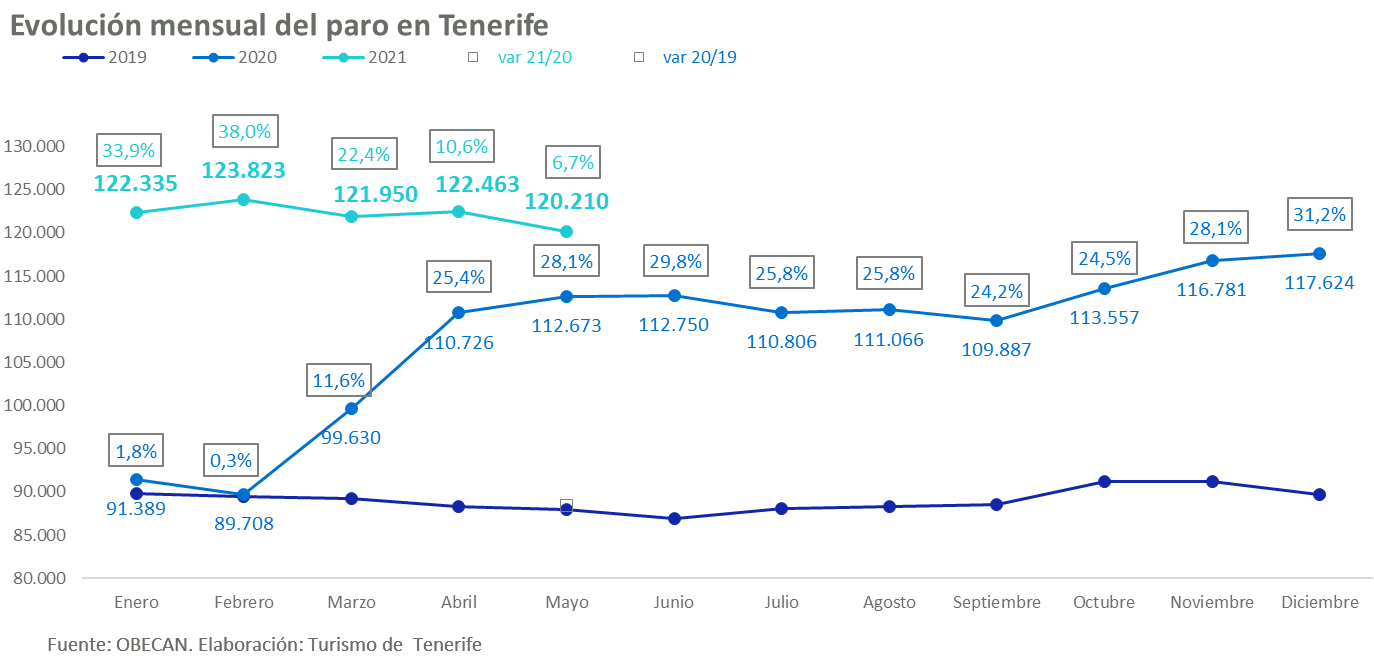 Evolución mensual del paro en Tenerife
2019 2020 2021 var 21/20 var 20/19
130.000
125.000
120.000
115.000
110.000
105.000
100.000
95.000
90.000
85.000
80.000
33,9% 38,0% 22,4% 10,6% 6,7%
122.335 123.823 121.950 122.463 120.210
1,8% 0,3% 11,6% 25,4% 28,1% 29,8% 25,8% 25,8% 24,2% 24,5% 28,1% 31,2%
91.389 89.708 99.630 110.726 112.673 112.750 110.806 111.066 109.887 113.557 116.781 117.624
Enero Febrero Marzo Abril Mayo Junio Julio Agosto Septiembre Octubre Noviembre Diciembre
Fuente: OBECAN. Elaboración: Turismo de Tenerife